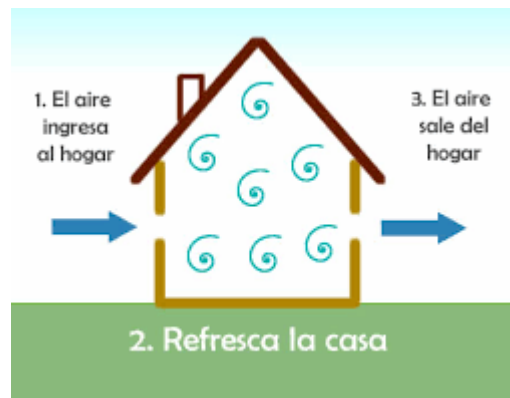 1. El aire
ingresa
al hogar
3. El aire
sale del
hogar
2. Refresca la casa